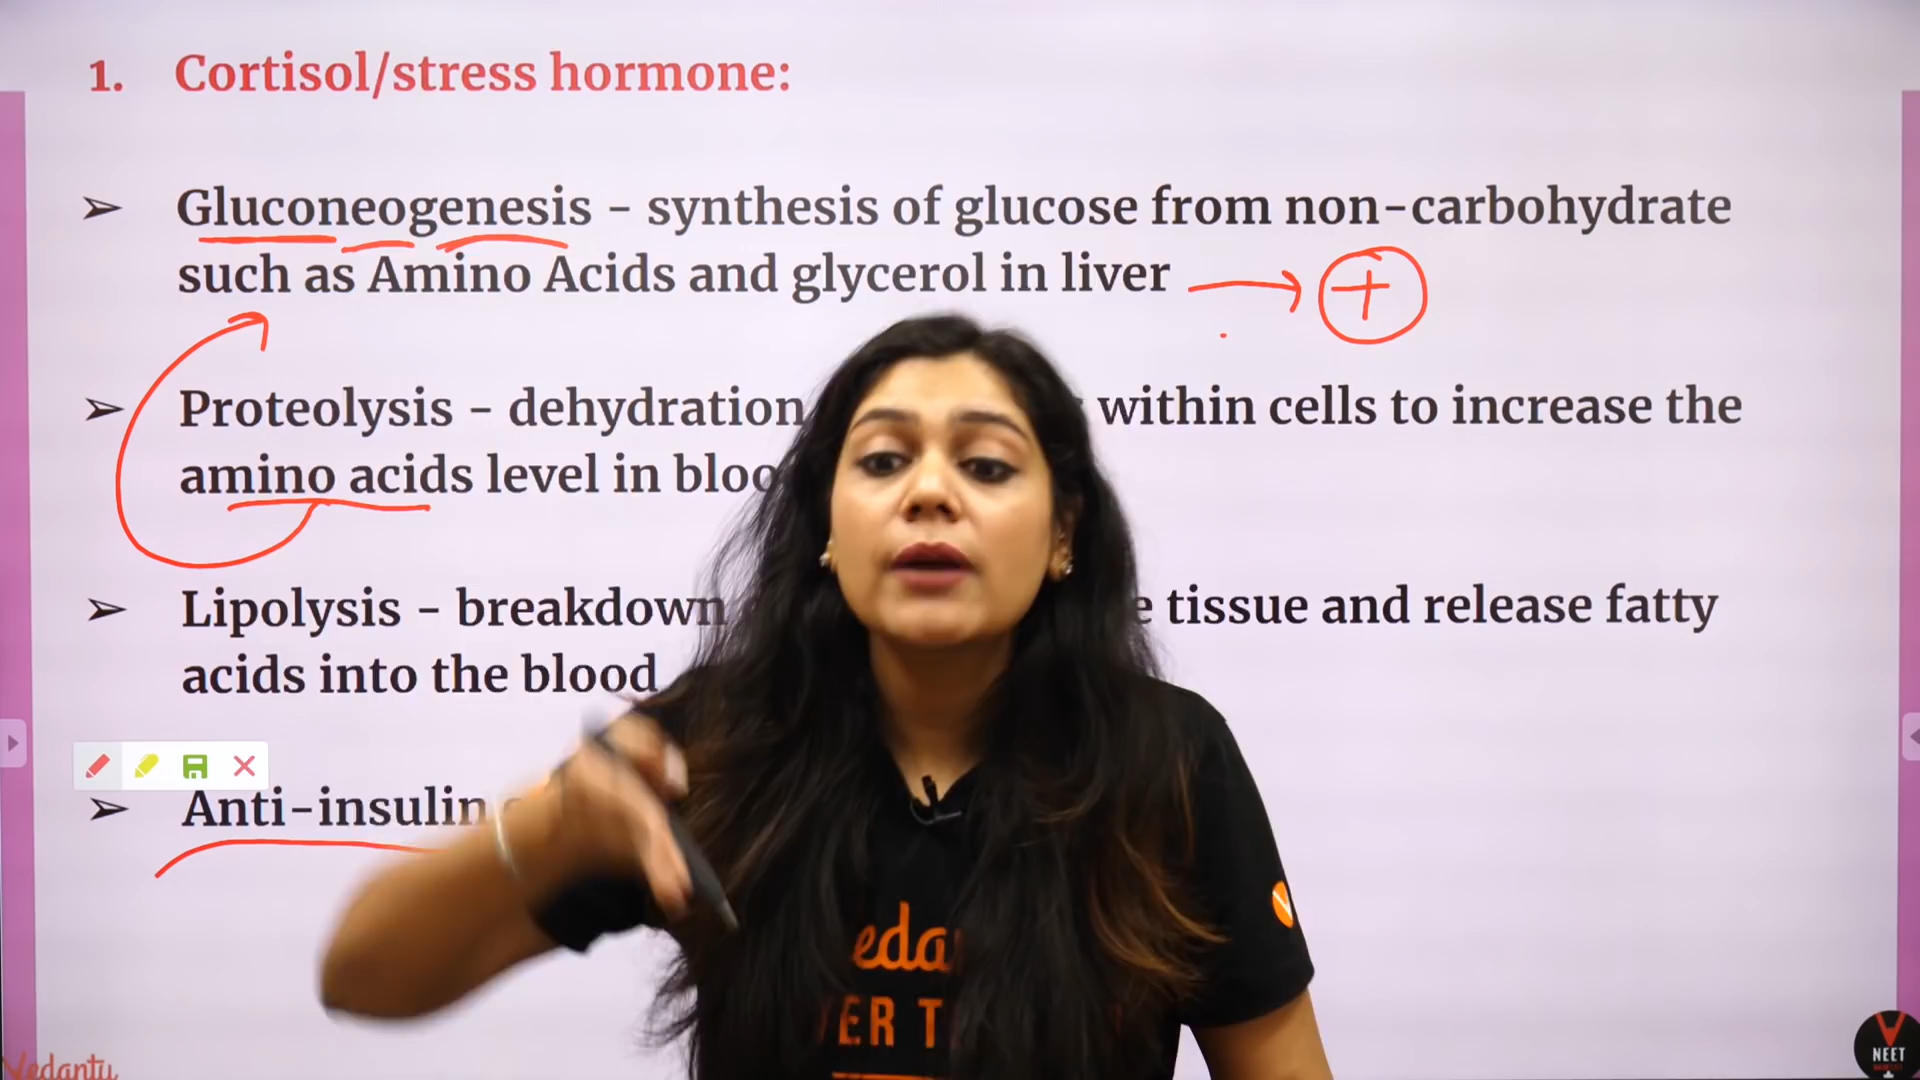 1. Cortisol/stress hormone:
➢ Gluconeogenesis - synthesis of glucose from non-carbohydrate
such as Amino Acids and glycerol in liver → +
➢ Proteolysis - dehydration within cells to increase the
amino acids level in
➢ Lipolysis - breakdown tissue and release fatty
acids into the blood
➢ Anti-insulin
Vedantu
NEET